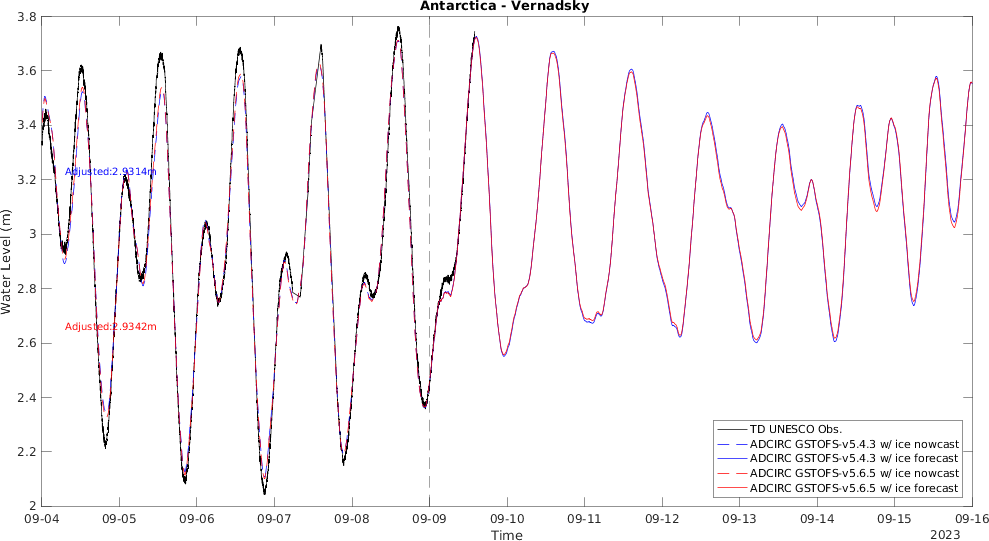 Antarctica - Vernadsky
3.8
3.6
3.4
3.2
3
2.8
2.6
2.4
2.2
2
Water Level (m)
Adjusted:2.9314m
Adjusted:2.9342m
TD UNESCO Obs.
ADCIRC GSTOFS-v5.4.3 w/ ice nowcast
ADCIRC GSTOFS-v5.4.3 w/ ice forecast
ADCIRC GSTOFS-v5.6.5 w/ ice nowcast
ADCIRC GSTOFS-v5.6.5 w/ ice forecast
09-04 09-05 09-06 09-07 09-08 09-09 09-10 09-11 09-12 09-13 09-14 09-15 09-16
Time
2023